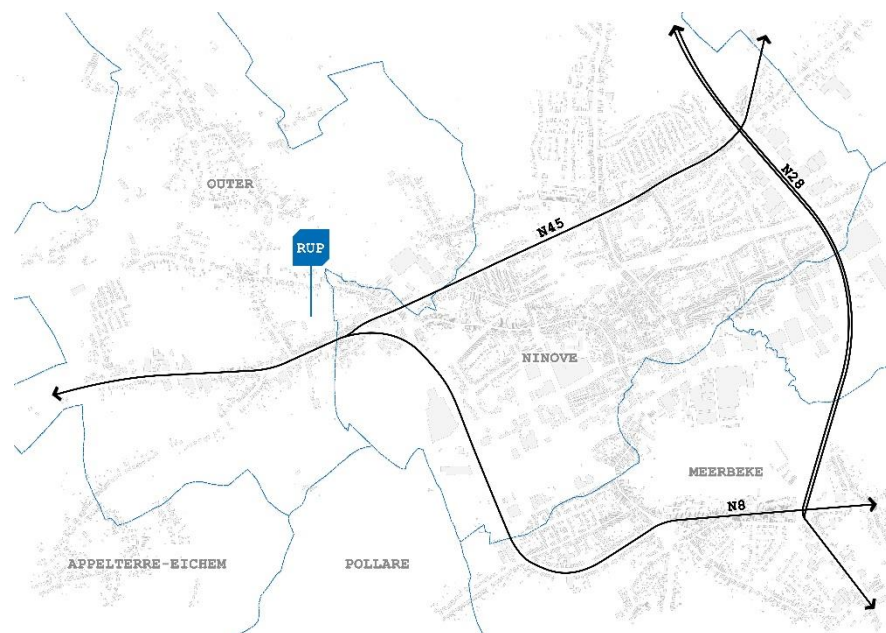 OUTER
N28
N45
RUP
NINOVE
MEERBEKE
N8
APPELTERRE-EICHEM
POLLARE